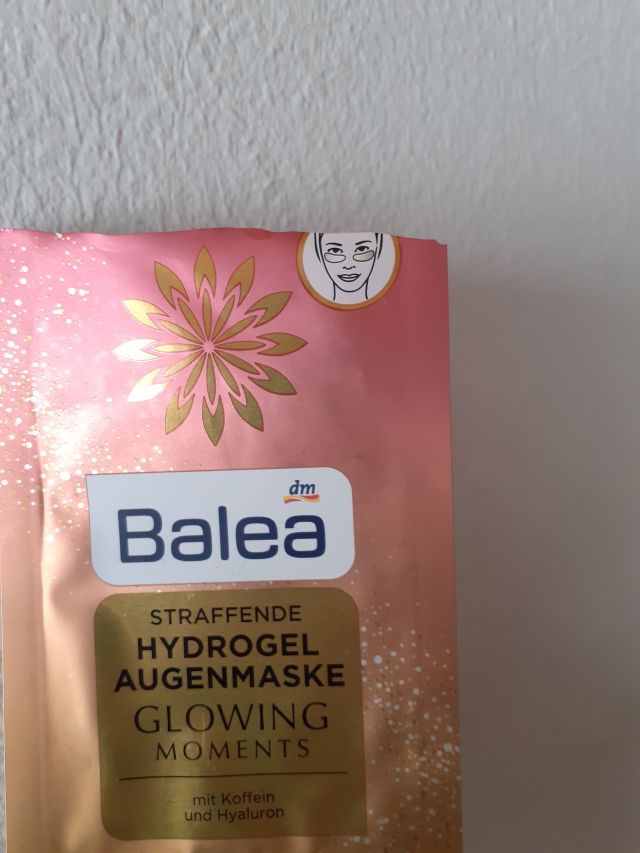 dm
Balea
STRAFFENDE
HYDROGEL
AUGENMASKE
GLOWING
MOMENTS
mit Koffein
und Hyaluron